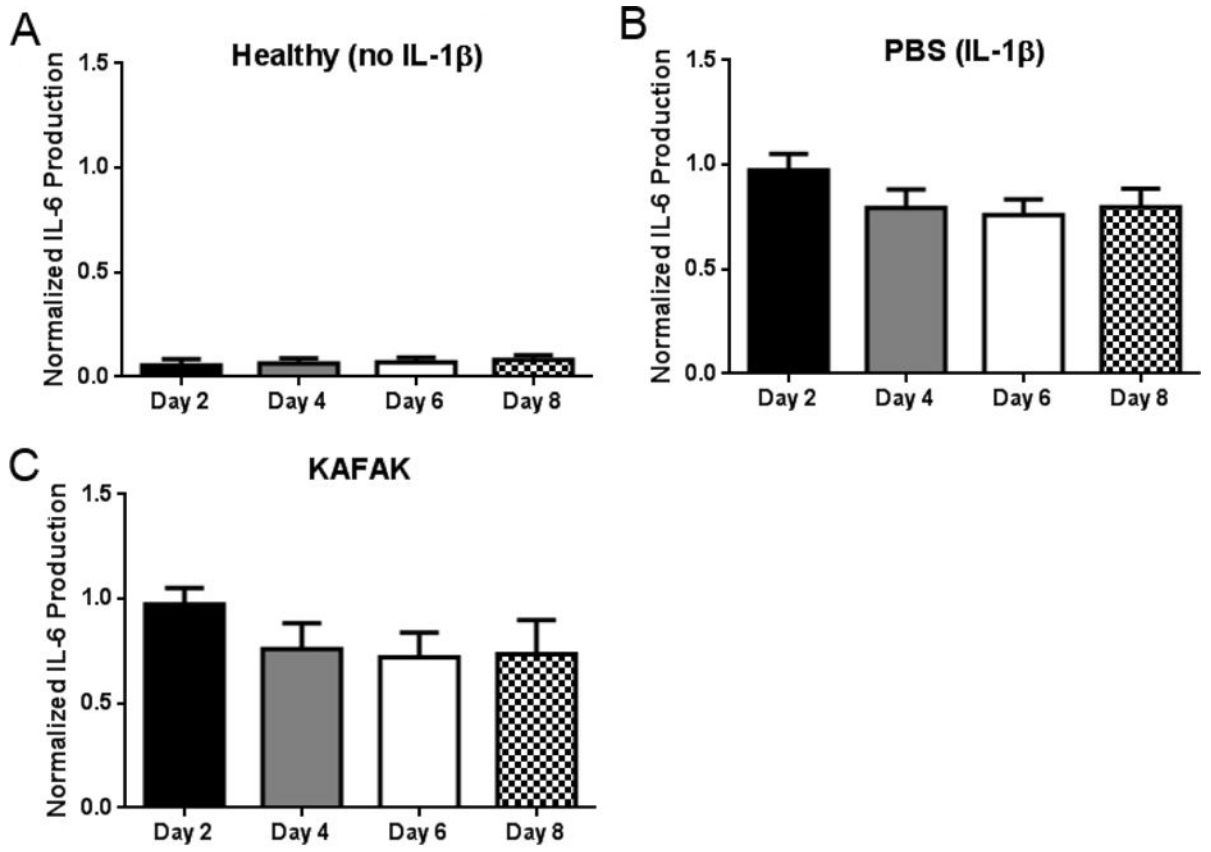 A
Healthy (no IL-1β)
Normalized IL-6 Production
1.5
1.0
0.5
0.0
Day 2 Day 4 Day 6 Day 8
B
PBS (IL-1β)
Normalized IL-6 Production
1.5
1.0
0.5
0.0
Day 2 Day 4 Day 6 Day 8
C
KAFAK
Normalized IL-6 Production
1.5
1.0
0.5
0.0
Day 2 Day 4 Day 6 Day 8